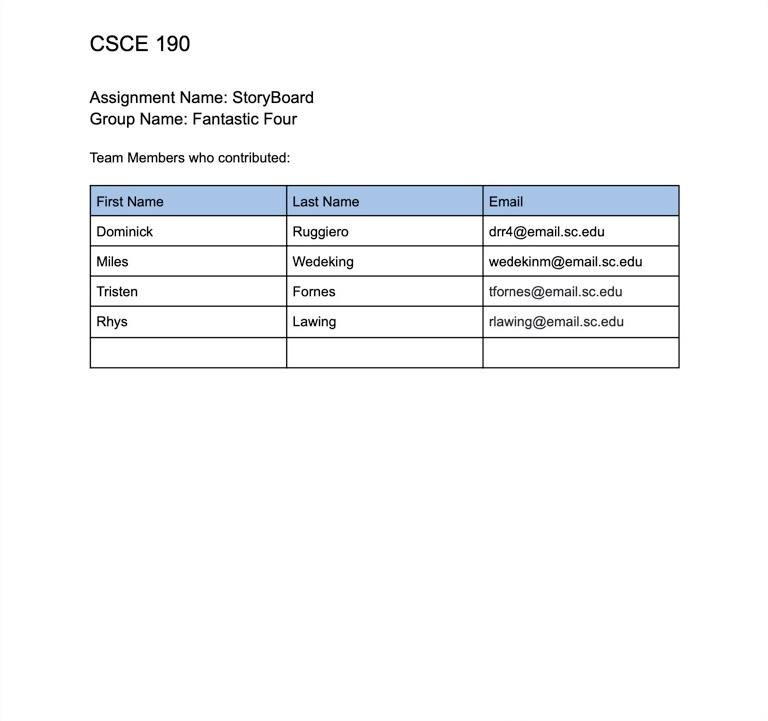 CSCE 190
Assignment Name: StoryBoard
Group Name: Fantastic Four
Team Members who contributed:
First Name Last Name Email
Dominick Ruggiero drr4@email.sc.edu
Miles Wedeking wedekinm@email.sc.edu
Tristen Fornes tfornes@email.sc.edu
Rhys Lawing rlawing@email.sc.edu